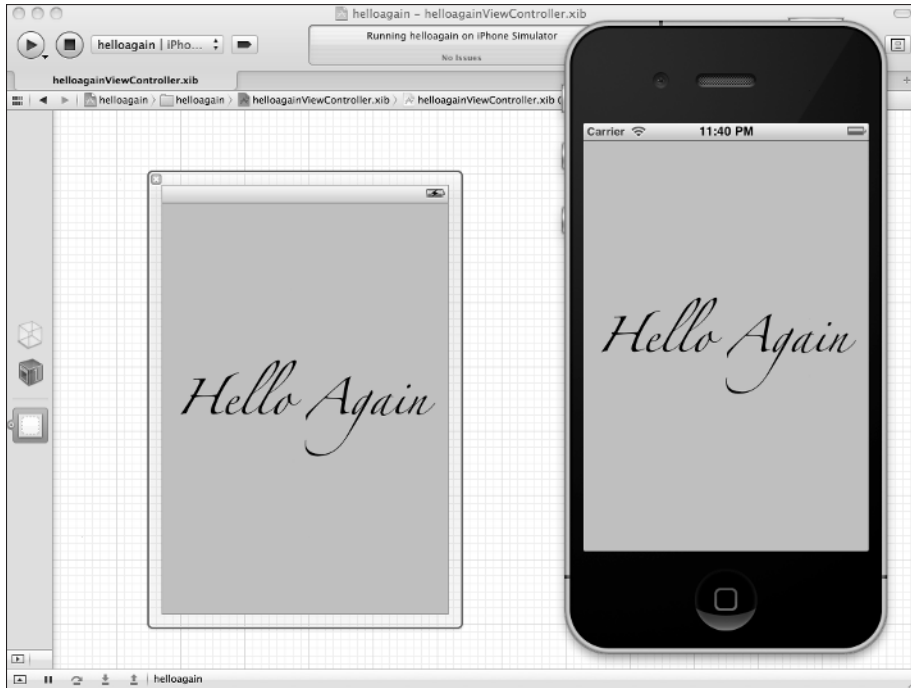 helloagain – helloagainViewController.xib
helloagain | iPho...
Running helloagain on iPhone Simulator
No Issues
helloagainViewController.xib
helloagain
helloagain
helloagainViewController.xib
helloagainViewController.xib (
Carrier
11:40 PM
Hello Again
Hello Again
helloagain